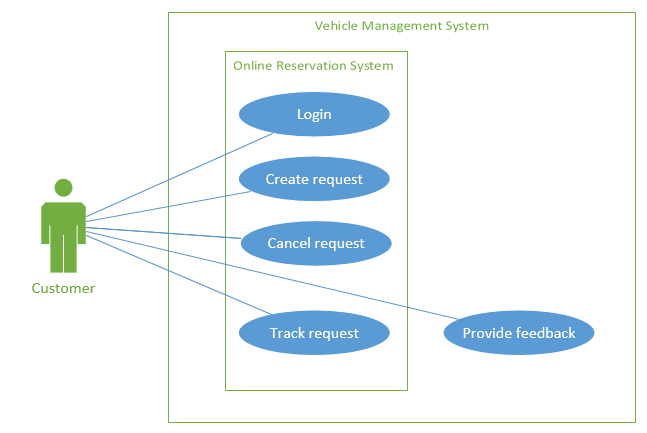 Vehicle Management System
Online Reservation System
Login
Create request
Cancel request
Customer
Track request
Provide feedback